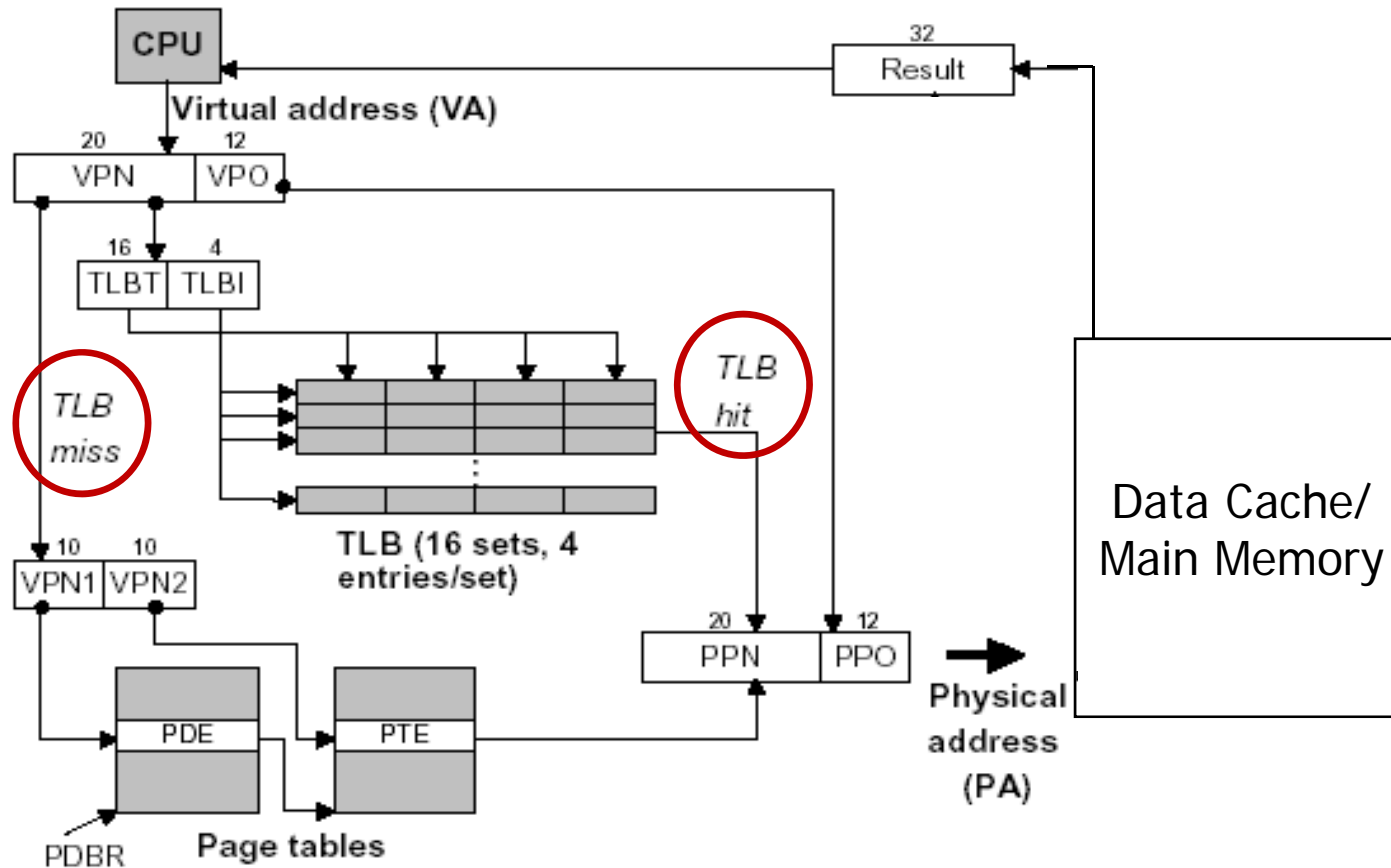 CPU
32
Result
Virtual address (VA)
20 12
VPN VPO
16 4
TLBT TLBI
TLB
hit
TLB
miss
TLB (16 sets, 4
entries/set)
Data Cache/
Main Memory
10 10
VPN1 VPN2
20 12
PPN PPO
Physical
address
(PA)
PDE PTE
Page tables
PDBR